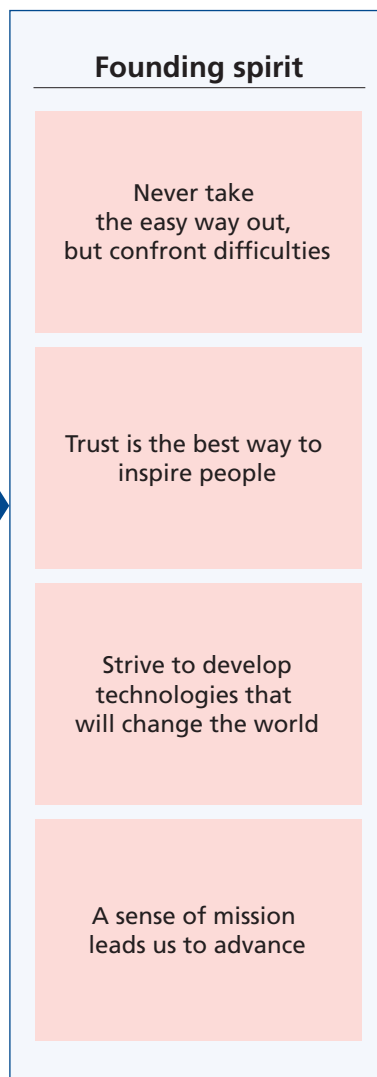 Founding spirit
Never take
the easy way out,
but confront difficulties
Trust is the best way to
inspire people
Strive to develop
technologies that
will change the world
A sense of mission
leads us to advance